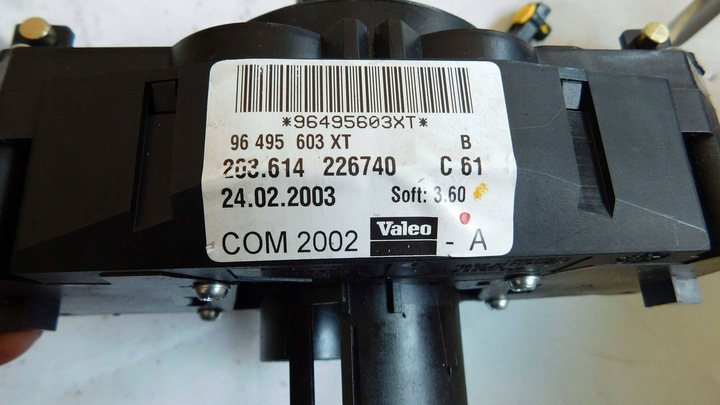 *96495603XT*
96 495 603 XT B
203.614 226740 C 61
24.02.2003 Soft: 3.60
COM 2002 Valeo - A